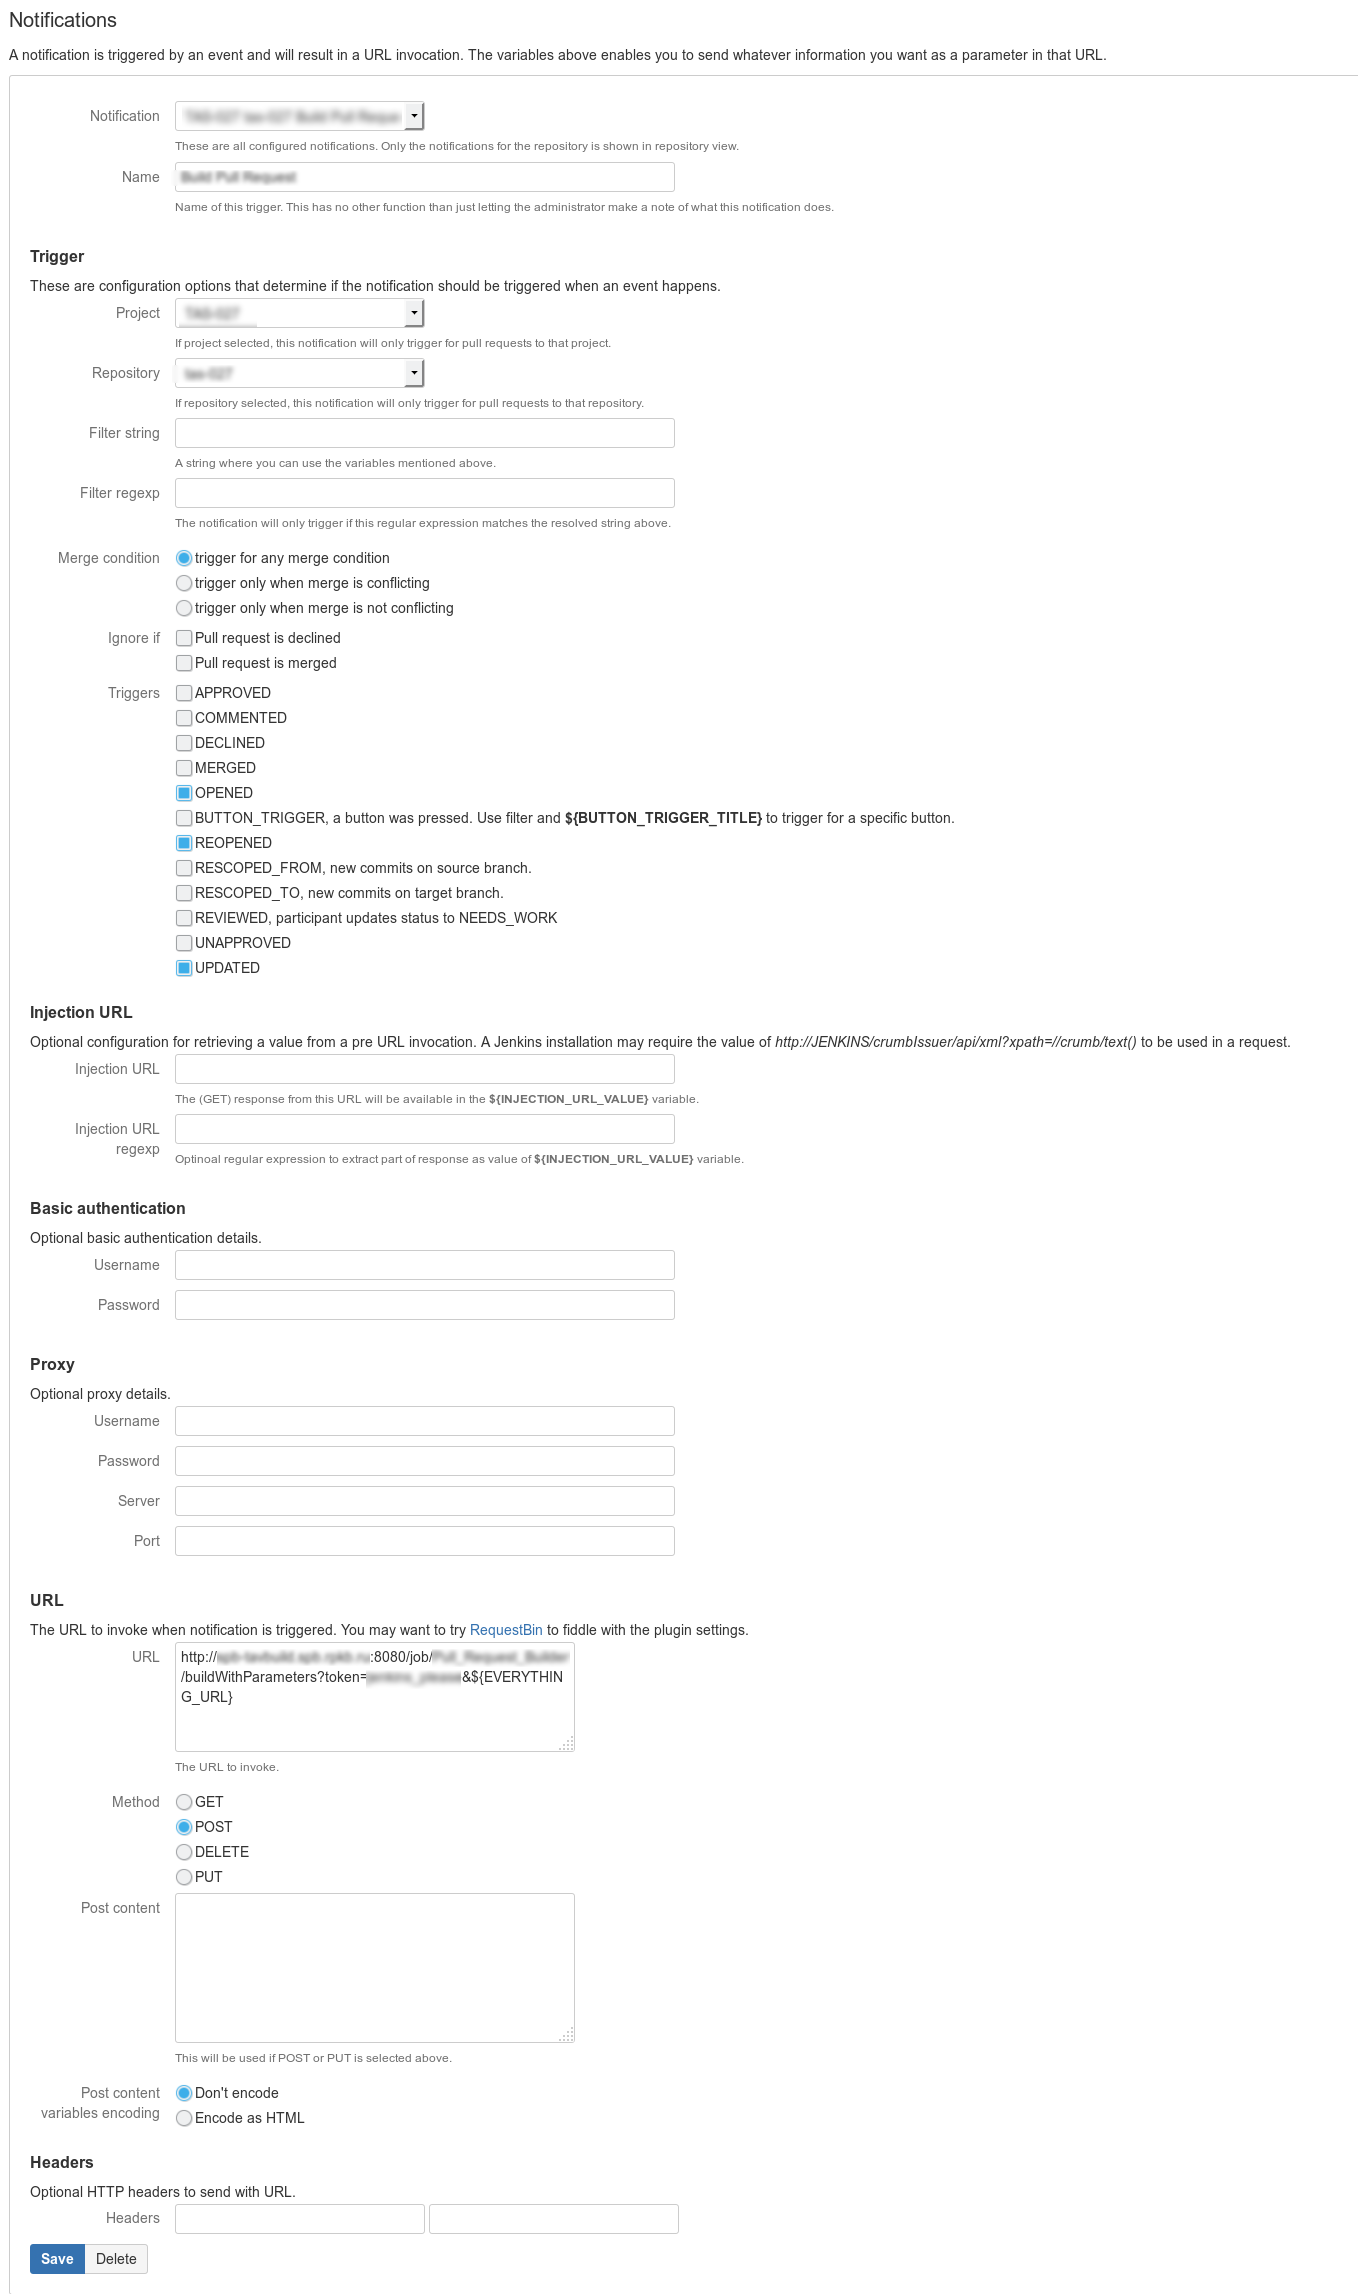 Notifications
A notification is triggered by an event and will result in a URL invocation. The variables above enables you to send whatever information you want as a parameter in that URL.
Notification
These are all configured notifications. Only the notifications for the repository is shown in repository view.
Name Build Pull Request
Name of this trigger. This has no other function than just letting the administrator make a note of what this notification does.
Trigger
These are configuration options that determine if the notification should be triggered when an event happens.
Project
If project selected, this notification will only trigger for pull requests to that project.
Repository
If repository selected, this notification will only trigger for pull requests to that repository.
Filter string
A string where you can use the variables mentioned above.
Filter regexp
The notification will only trigger if this regular expression matches the resolved string above.
Merge condition trigger for any merge condition
trigger only when merge is conflicting
trigger only when merge is not conflicting
Ignore if Pull request is declined
Pull request is merged
Triggers APPROVED
COMMENTED
DECLINED
MERGED
OPENED
BUTTON_TRIGGER, a button was pressed. Use filter and ${BUTTON_TRIGGER_TITLE} to trigger for a specific button.
REOPENED
RESCOPED_FROM, new commits on source branch.
RESCOPED_TO, new commits on target branch.
REVIEWED, participant updates status to NEEDS_WORK
UNAPPROVED
UPDATED
Injection URL
Optional configuration for retrieving a value from a pre URL invocation. A Jenkins installation may require the value of http://JENKINS/crumbIssuer/api/xml?xpath=//crumb/text() to be used in a request.
Injection URL
The (GET) response from this URL will be available in the ${INJECTION_URL_VALUE} variable.
Injection URL
regexp
Optinoal regular expression to extract part of response as value of ${INJECTION_URL_VALUE} variable.
Basic authentication
Optional basic authentication details.
Username
Password
Proxy
Optional proxy details.
Username
Password
Server
Port
URL
The URL to invoke when notification is triggered. You may want to try RequestBin to fiddle with the plugin settings.
URL http:// :8080/job/
/buildWithParameters?token= &${EVERYTHIN
G_URL}
The URL to invoke.
Method GET
POST
DELETE
PUT
Post content
This will be used if POST or PUT is selected above.
Post content
variables encoding
Don't encode
Encode as HTML
Headers
Optional HTTP headers to send with URL.
Headers
Save Delete